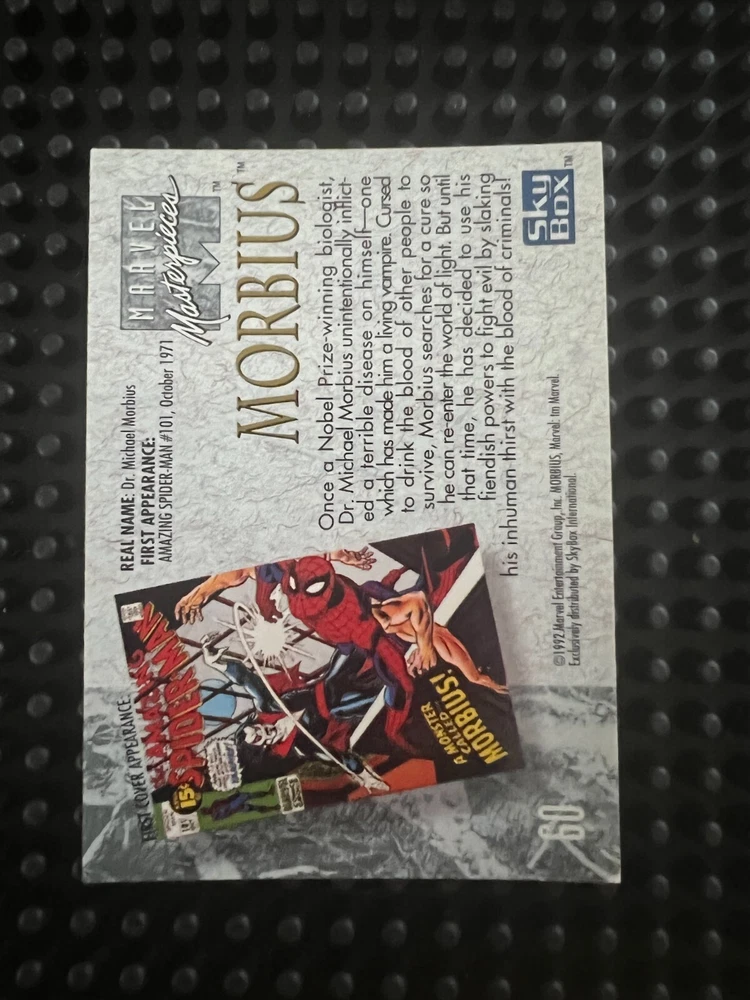 FIRST COVER APPEARANCE:
THE AMAZING
SPIDER-MAN
15¢
101
A MONSTER
CALLED...
MORBIUS!
REAL NAME: Dr. Michael Morbius
FIRST APPEARANCE:
AMAZING SPIDER-MAN #101, October 1971
MARVEL
Masterpieces™
MORBIUS™
Once a Nobel Prize-winning biologist,
Dr. Michael Morbius unintentionally inflict-
ed a terrible disease on himself—one
which has made him a living vampire. Cursed
to drink the blood of other people to
survive, Morbius searches for a cure so
he can re-enter the world of light. But until
that time, he has decided to use his
fiendish powers to fight evil by slaking
his inhuman thirst with the blood of criminals!
60
©1992 Marvel Entertainment Group, Inc. MORBIUS, Marvel: tm Marvel.
Exclusively distributed by SkyBox International.
SkyBox™